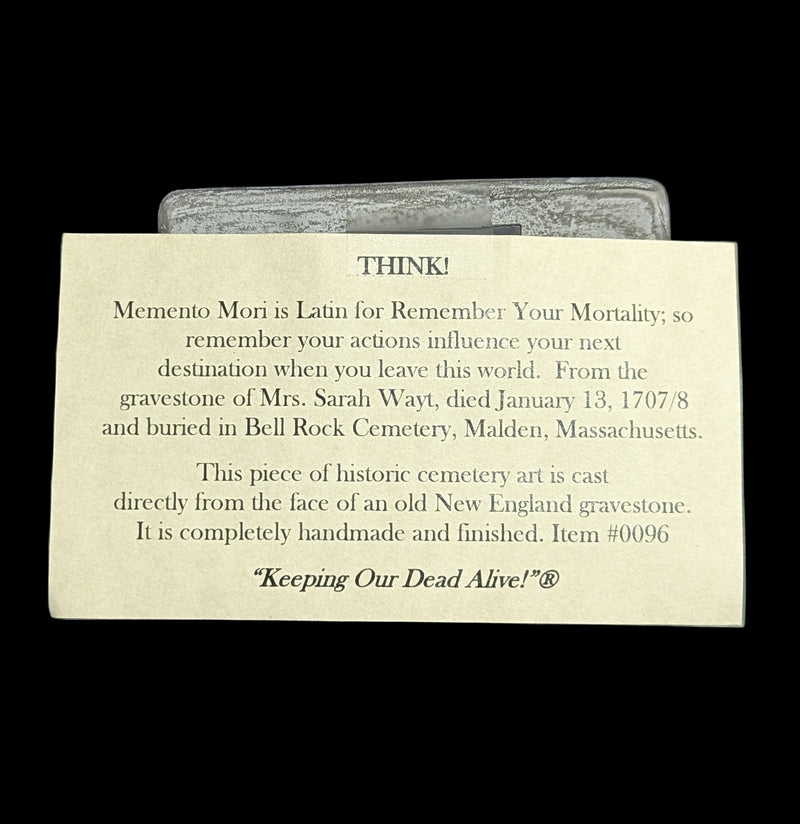 THINK!
Memento Mori is Latin for Remember Your Mortality; so
remember your actions influence your next
destination when you leave this world.  From the
gravestone of Mrs. Sarah Wayt, died January 13, 1707/8
and buried in Bell Rock Cemetery, Malden, Massachusetts.
This piece of historic cemetery art is cast
directly from the face of an old New England gravestone.
It is completely handmade and finished. Item #0096
“Keeping Our Dead Alive!”®